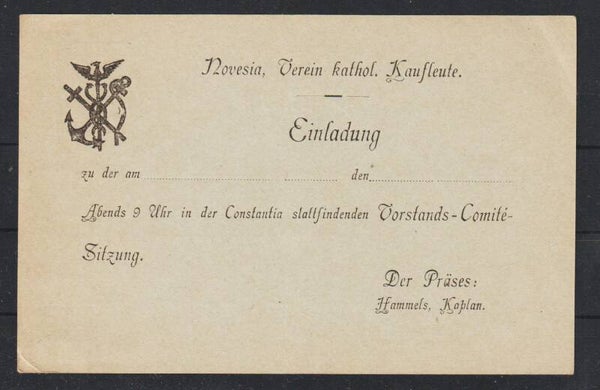 Novesia, Verein kathol. Kaufleute.
Einladung
zu der am den
Abends 9 Uhr in der Constantia stattfindenden Vorstands-Comité-
Sitzung.
Der Präses:
Hammels, Kaplan.